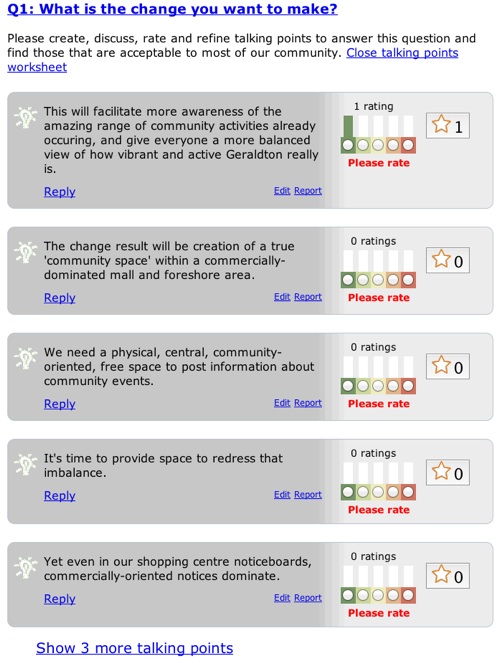 Q1: What is the change you want to make?
Please create, discuss, rate and refine talking points to answer this question and
find those that are acceptable to most of our community. Close talking points
worksheet
This will facilitate more awareness of the
amazing range of community activities already
occuring, and give everyone a more balanced
view of how vibrant and active Geraldton really
is.
Reply
Edit Report
1 rating
Please rate
1
The change result will be creation of a true
'community space' within a commercially-
dominated mall and foreshore area.
Reply
Edit Report
0 ratings
Please rate
0
We need a physical, central, community-
oriented, free space to post information about
community events.
Reply
Edit Report
0 ratings
Please rate
0
It's time to provide space to redress that
imbalance.
Reply
Edit Report
0 ratings
Please rate
0
Yet even in our shopping centre noticeboards,
commercially-oriented notices dominate.
Reply
Edit Report
0 ratings
Please rate
0
Show 3 more talking points